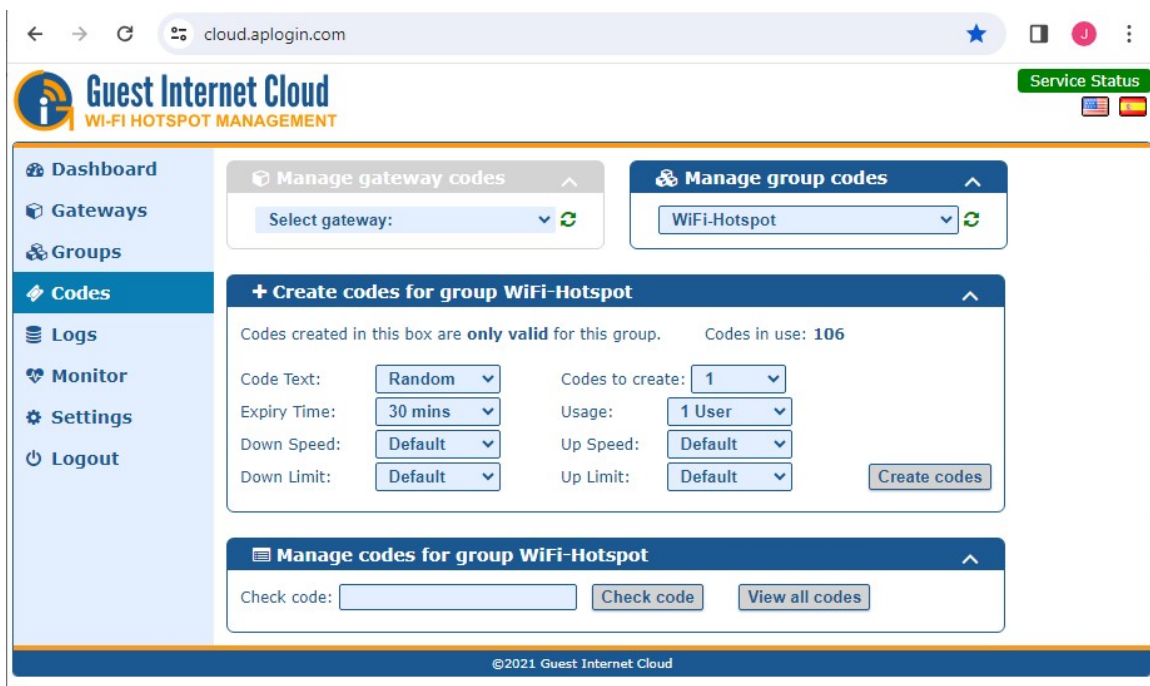 cloud.aplogin.com
J
Guest Internet Cloud
WI-FI HOTSPOT MANAGEMENT
Service Status
Dashboard
Gateways
Groups
Codes
Logs
Monitor
Settings
Logout
Manage gateway codes
Select gateway:
Manage group codes
WiFi-Hotspot
+ Create codes for group WiFi-Hotspot
Codes created in this box are only valid for this group. Codes in use: 106
Code Text: Random Codes to create: 1
Expiry Time: 30 mins Usage: 1 User
Down Speed: Default Up Speed: Default
Down Limit: Default Up Limit: Default Create codes
Manage codes for group WiFi-Hotspot
Check code: Check code View all codes
©2021 Guest Internet Cloud